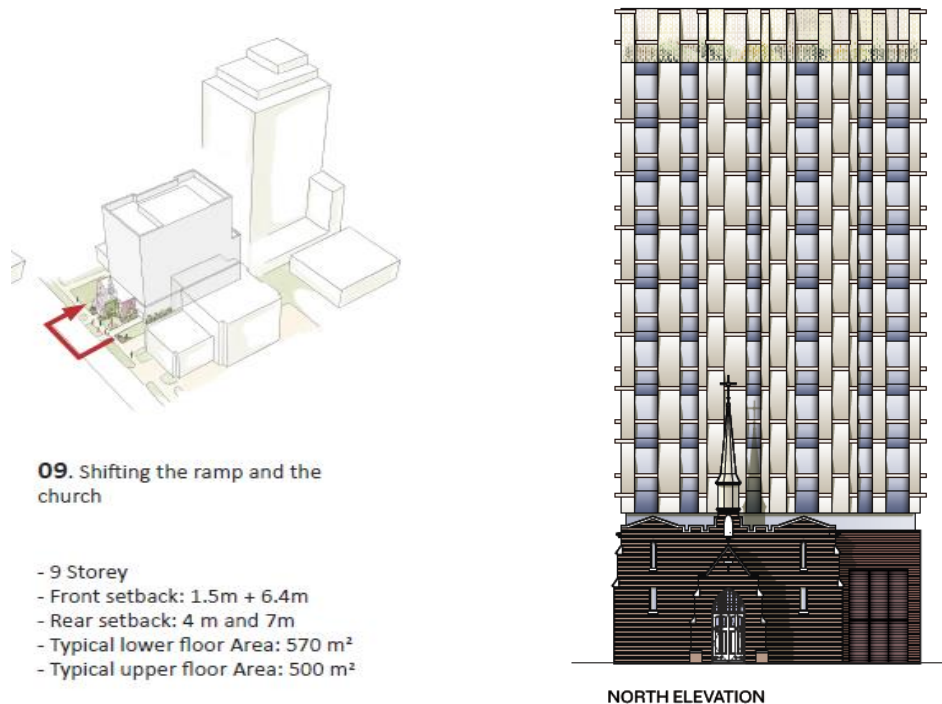 09. Shifting the ramp and the
church
- 9 Storey
- Front setback: 1.5m + 6.4m
- Rear setback: 4 m and 7m
- Typical lower floor Area: 570 m²
- Typical upper floor Area: 500 m²
NORTH ELEVATION